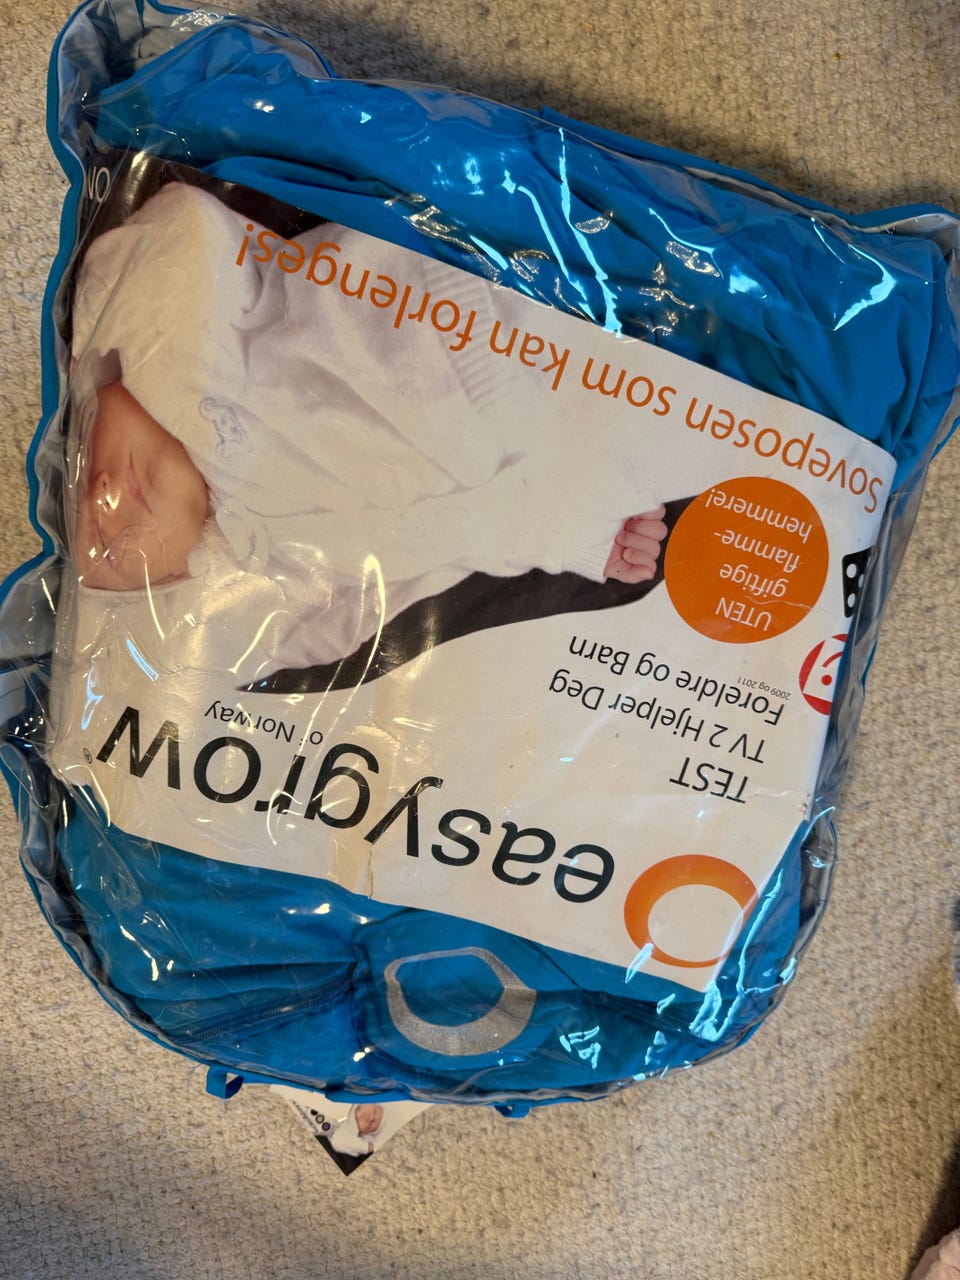 easygrow®
o' Norway
TEST
TV 2 Hjelper Deg
Foreldre og Barn
2009 og 2011
UTEN
giftige
flamme-
hemmere!
Soveposen som kan forlenges!